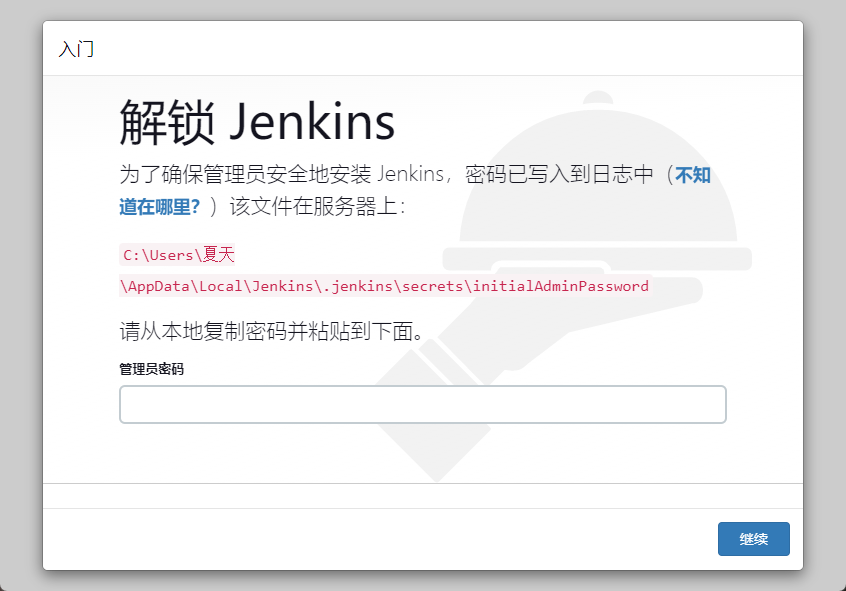 入门
解锁 Jenkins
为了确保管理员安全地安装 Jenkins，密码已写入到日志中（不知
道在哪里？）该文件在服务器上：
C:\Users\夏天
\AppData\Local\Jenkins\.jenkins\secrets\initialAdminPassword
请从本地复制密码并粘贴到下面。
管理员密码
继续